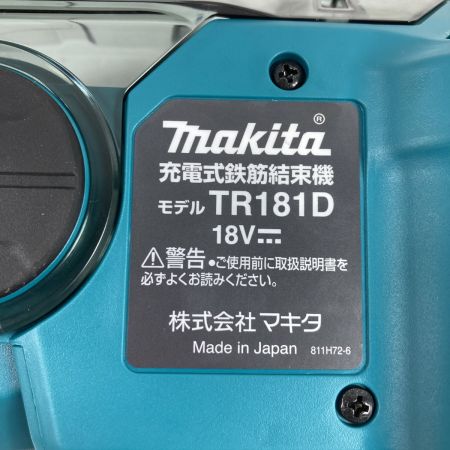 makita®
充電式鉄筋結束機
モデル TR181D
18V⎓
⚠警告 ●ご使用前に取扱説明書を
必ずよくお読みください。
株式会社 マキタ
Made in Japan 811H72-6